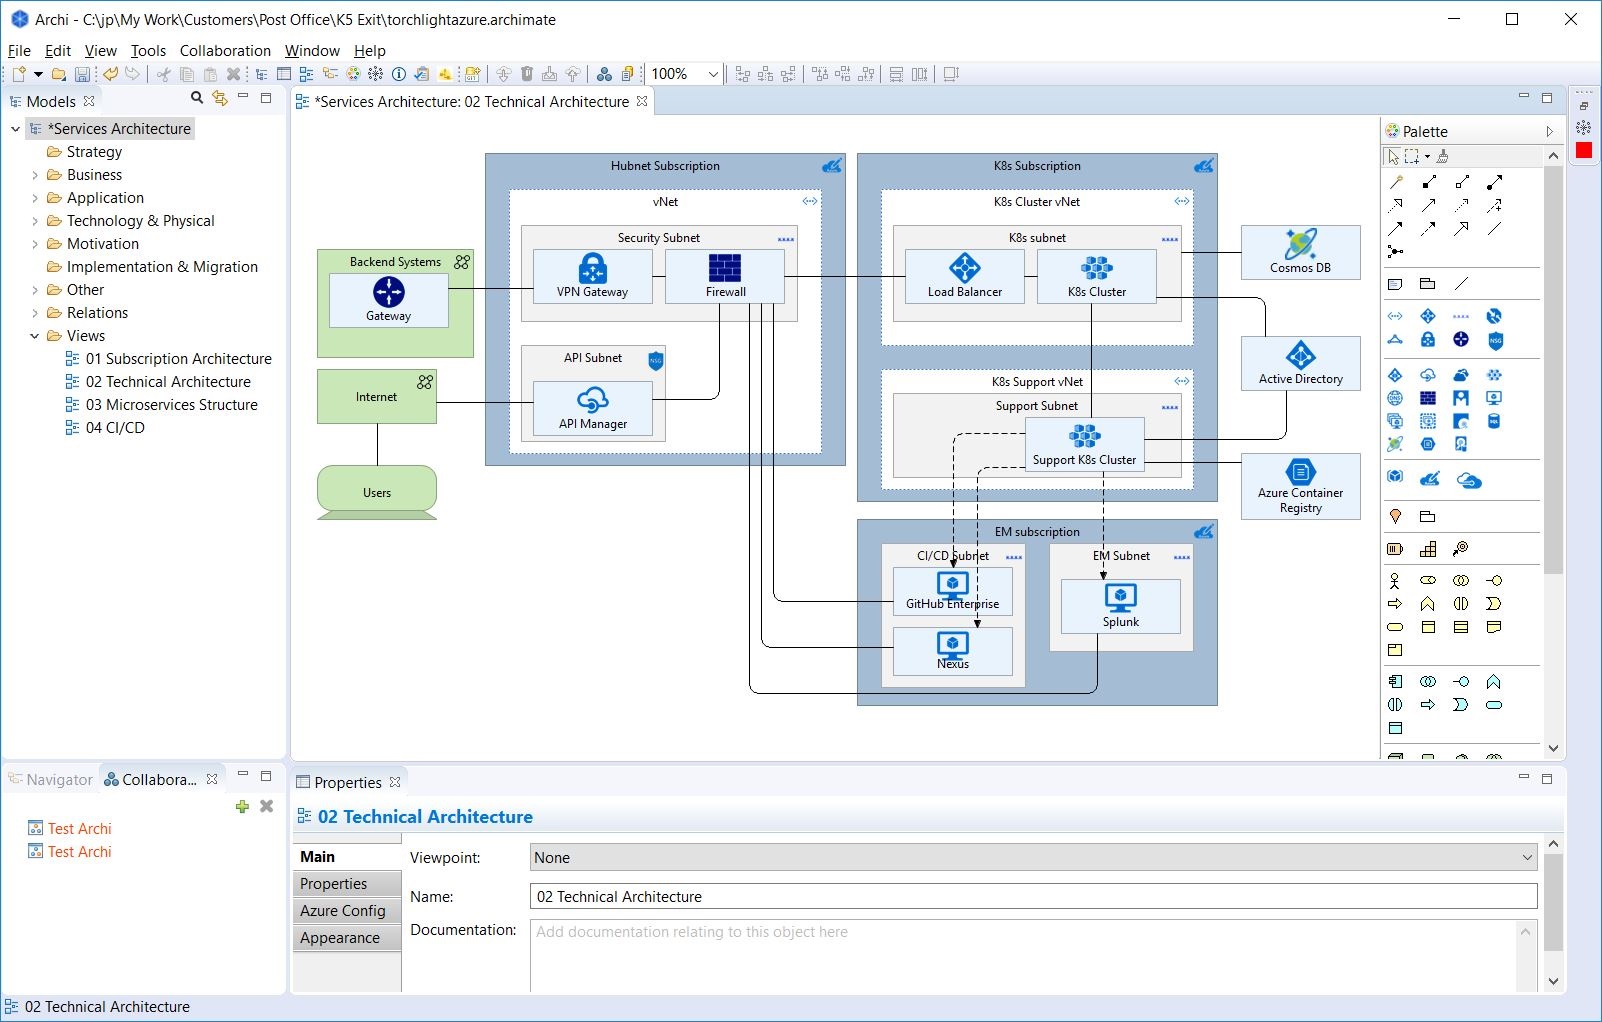 Archi - C:\jp\My Work\Customers\Post Office\K5 Exit\torchlightazure.archimate
File Edit View Tools Collaboration Window Help
100%
Models
*Services Architecture
Strategy
Business
Application
Technology & Physical
Motivation
Implementation & Migration
Other
Relations
Views
01 Subscription Architecture
02 Technical Architecture
03 Microservices Structure
04 CI/CD
*Services Architecture: 02 Technical Architecture
Backend Systems
Gateway
Internet
Users
Hubnet Subscription
vNet
Security Subnet
VPN Gateway
Firewall
API Subnet
NSG
API Manager
K8s Subscription
K8s Cluster vNet
K8s subnet
Load Balancer
K8s Cluster
K8s Support vNet
Support Subnet
Support K8s Cluster
EM subscription
CI/CD Subnet
GitHub Enterprise
Nexus
EM Subnet
Splunk
Cosmos DB
Active Directory
Azure Container
Registry
Palette
NSG
DNS
SQL
Navigator
Collabora...
Test Archi
Test Archi
Properties
02 Technical Architecture
Main
Properties
Azure Config
Appearance
Viewpoint:
None
Name:
02 Technical Architecture
Documentation:
Add documentation relating to this object here
02 Technical Architecture